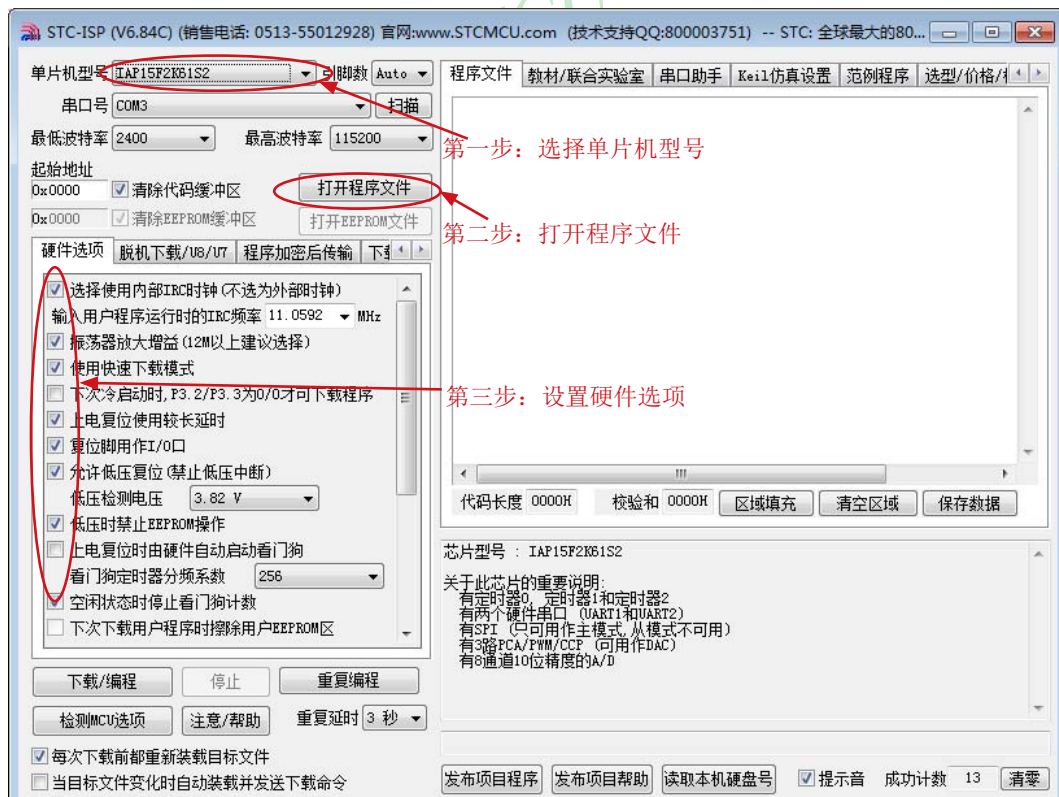 STC-ISP (V6.84C) (销售电话: 0513-55012928) 官网:www.STCMCU.com (技术支持QQ:800003751) -- STC: 全球最大的80...
单片机型号 IAP15F2K61S2 引脚数 Auto
串口号 COM3 扫描
最低波特率 2400 最高波特率 115200
起始地址
0x0000 清除代码缓冲区 打开程序文件
0x0000 清除EEPROM缓冲区 打开EEPROM文件
硬件选项 脱机下载/U8/U7 程序加密后传输
选择使用内部IRC时钟(不选为外部时钟)
输入用户程序运行时的IRC频率 11.0592 MHz
振荡器放大增益(12M以上建议选择)
使用快速下载模式
下次冷启动时,P3.2/P3.3为0/0才可下载程序
上电复位使用较长延时
复位脚用作I/O口
允许低压复位(禁止低压中断)
低压检测电压 3.82 V
低压时禁止EEPROM操作
上电复位时由硬件自动启动看门狗
看门狗定时器分频系数 256
空闲状态时停止看门狗计数
下次下载用户程序时擦除用户EEPROM区
下载/编程 停止 重复编程
检测MCU选项 注意/帮助 重复延时 3 秒
每次下载前都重新装载目标文件
当目标文件变化时自动装载并发送下载命令
程序文件 教材/联合实验室 串口助手 Keil仿真设置 范例程序 选型/价格/
第一步：选择单片机型号
第二步：打开程序文件
第三步：设置硬件选项
代码长度 0000H 校验和 0000H 区域填充 清空区域 保存数据
芯片型号 : IAP15F2K61S2
关于此芯片的重要说明:
有定时器0, 定时器1和定时器2
有两个硬件串口 (UART1和UART2)
有SPI (只可用作主模式,从模式不可用)
有3路PCA/PWM/CCP (可用作DAC)
有8通道10位精度的A/D
发布项目程序 发布项目帮助 读取本机硬盘号 提示音 成功计数 13 清零